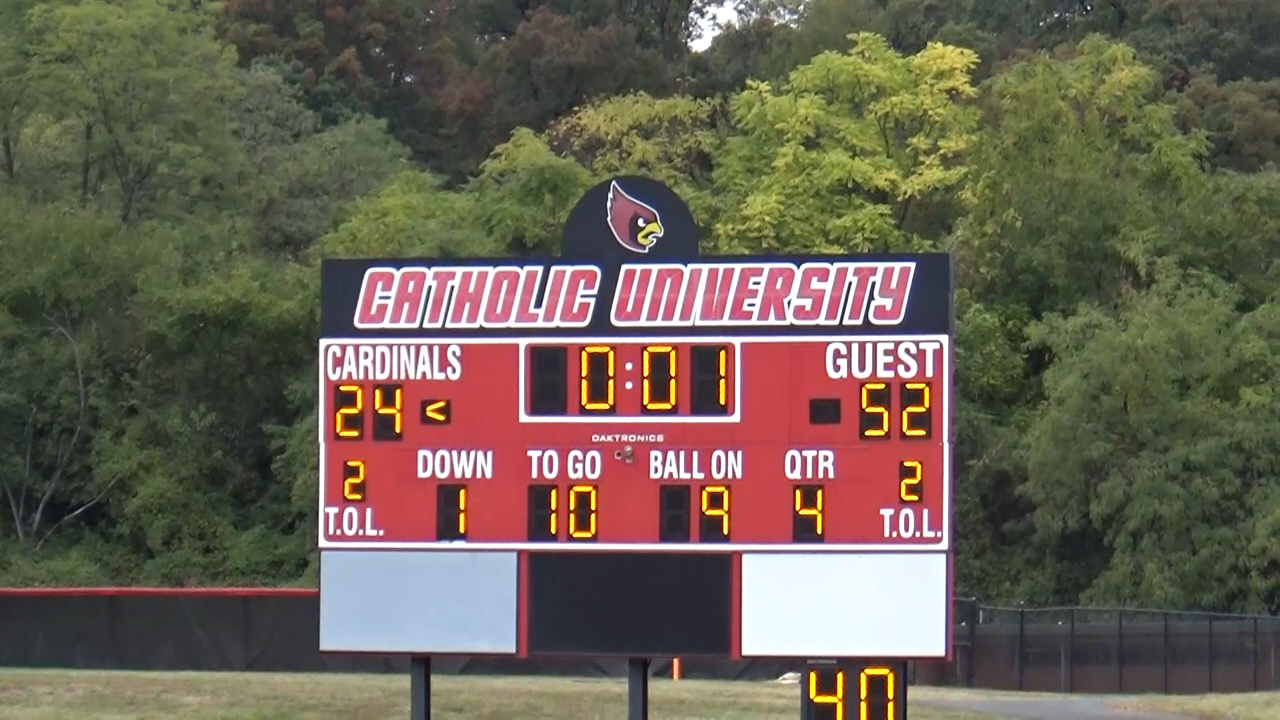 CATHOLIC UNIVERSITY
CARDINALS 0:01 GUEST
24 < 52
DAKTRONICS
DOWN TO GO BALL ON QTR
2 1 10 9 4 2
T.O.L. T.O.L.
40